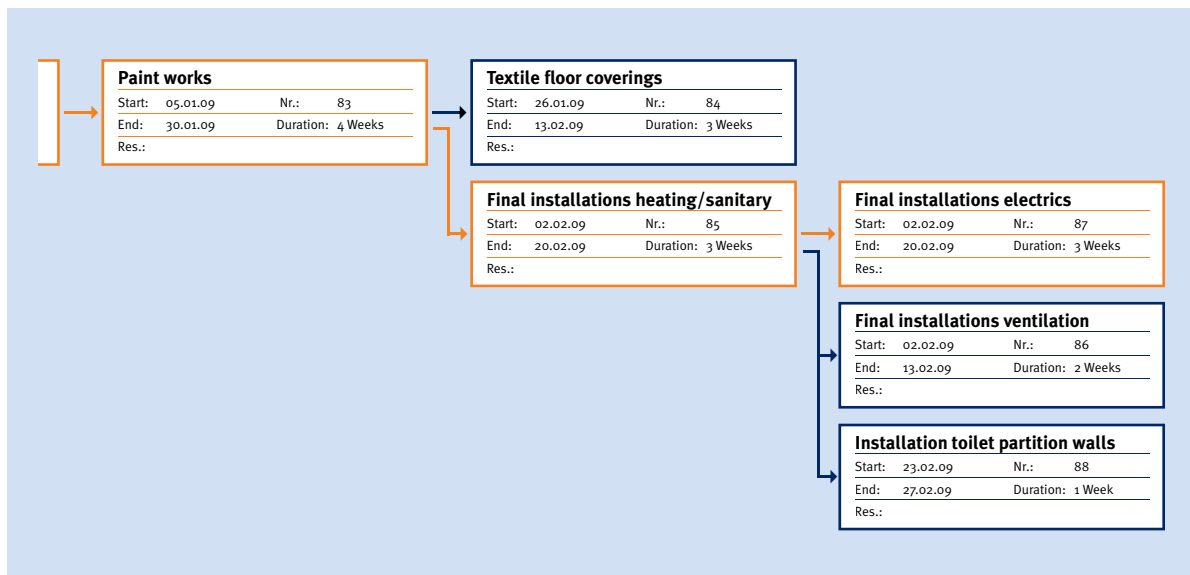 Paint works
Start: 05.01.09 Nr.: 83
End: 30.01.09 Duration: 4 Weeks
Res.:
Textile floor coverings
Start: 26.01.09 Nr.: 84
End: 13.02.09 Duration: 3 Weeks
Res.:
Final installations heating/sanitary
Start: 02.02.09 Nr.: 85
End: 20.02.09 Duration: 3 Weeks
Res.:
Final installations electrics
Start: 02.02.09 Nr.: 87
End: 20.02.09 Duration: 3 Weeks
Res.:
Final installations ventilation
Start: 02.02.09 Nr.: 86
End: 13.02.09 Duration: 2 Weeks
Res.:
Installation toilet partition walls
Start: 23.02.09 Nr.: 88
End: 27.02.09 Duration: 1 Week
Res.: